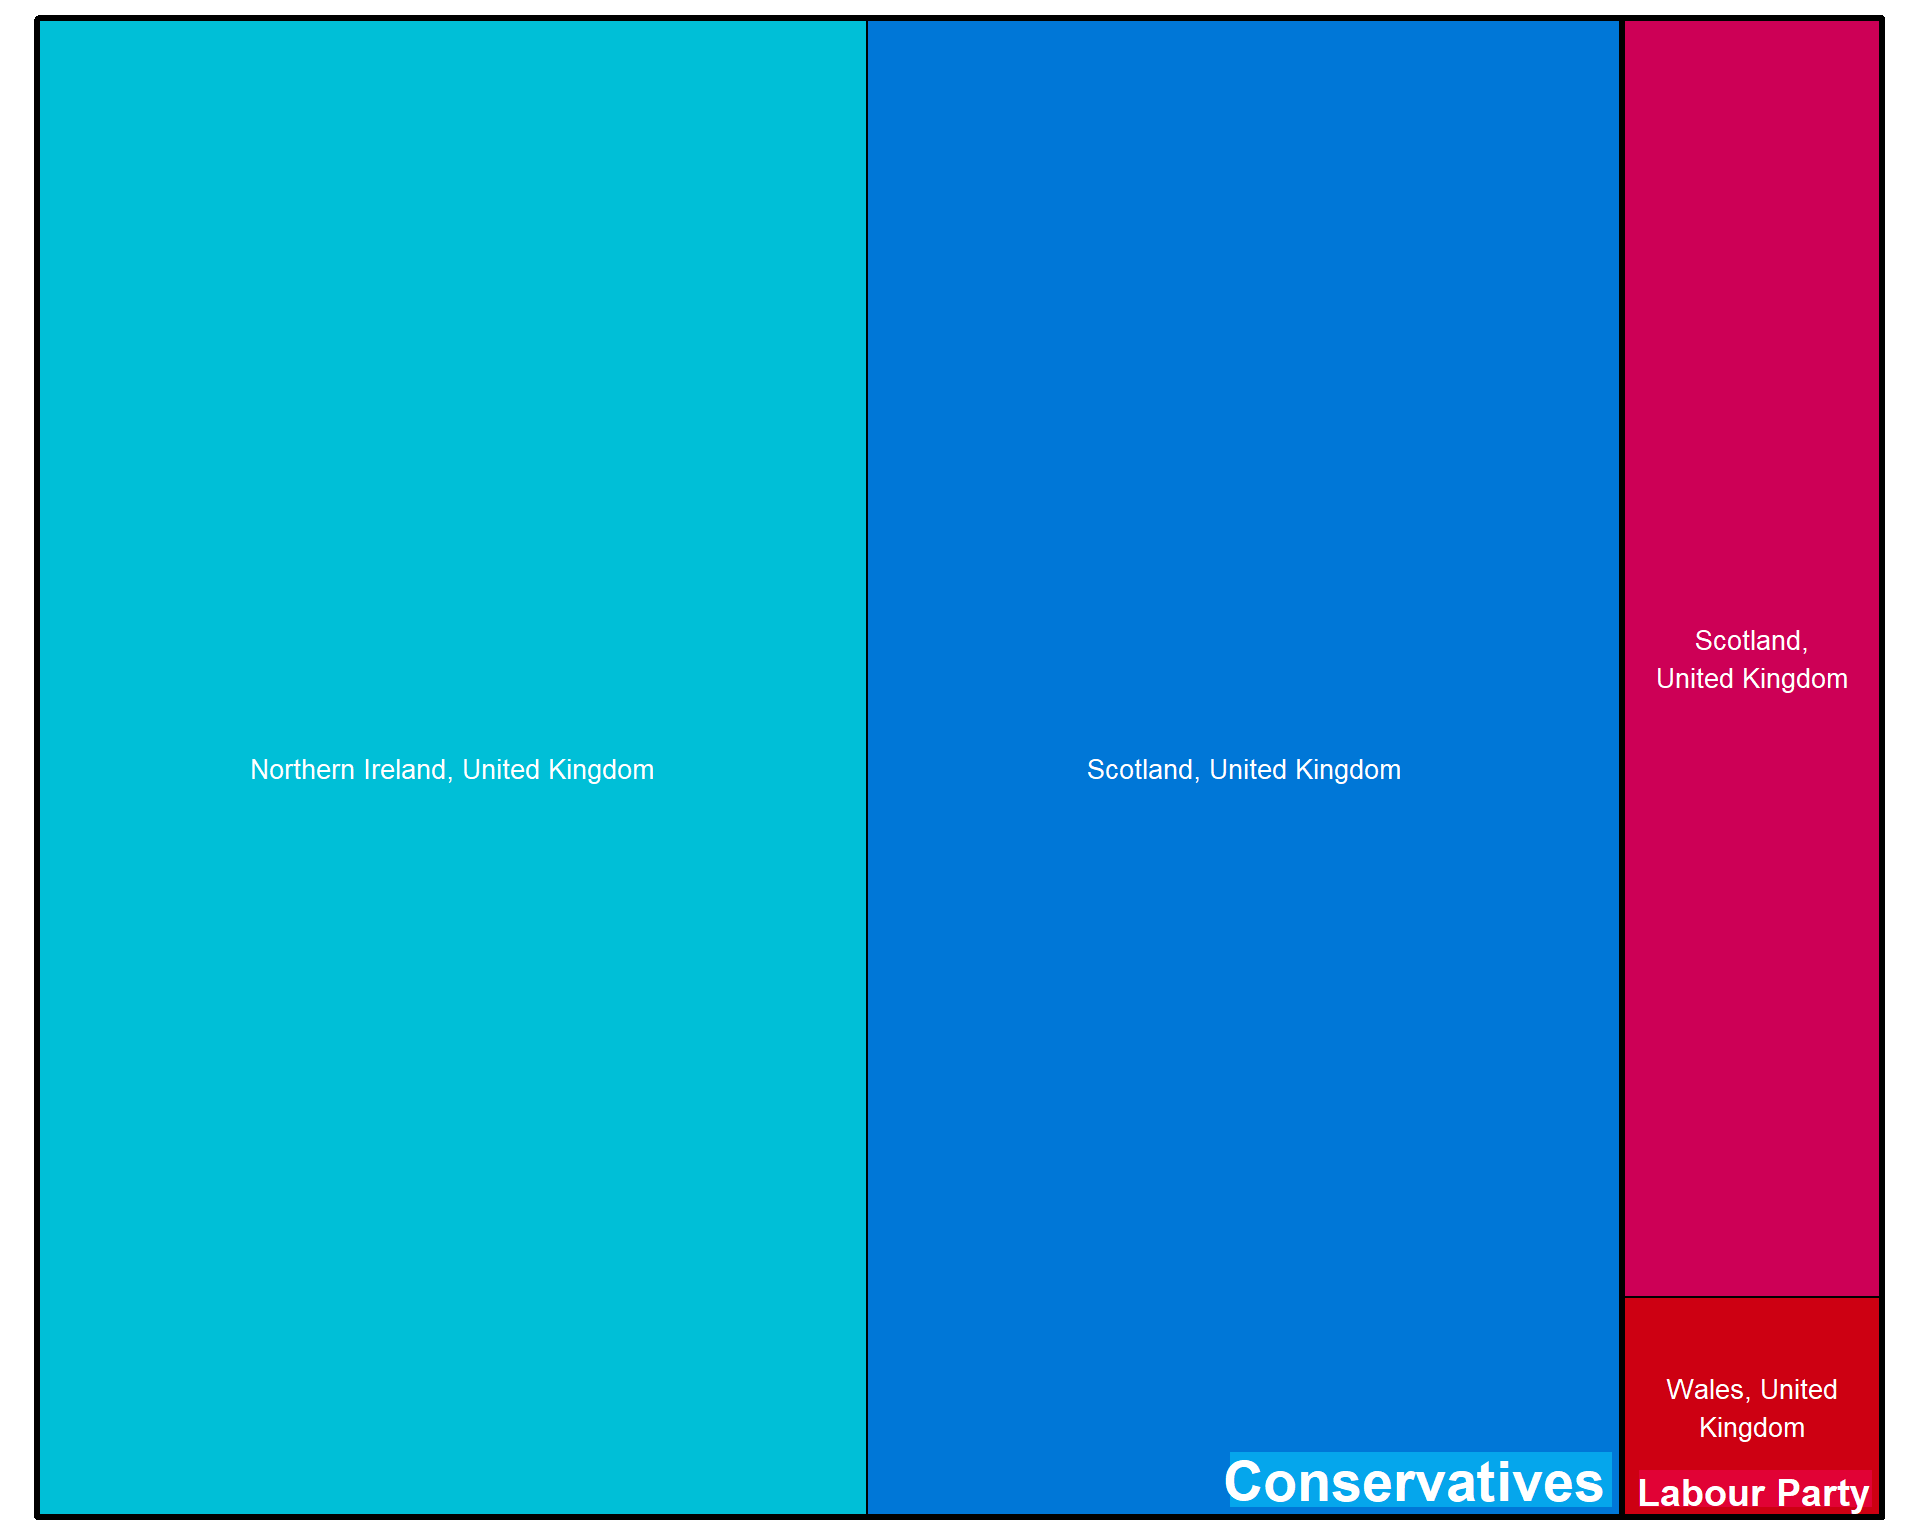 Northern Ireland, United Kingdom
Scotland, United Kingdom
Conservatives
Scotland,
United Kingdom
Wales, United
Kingdom
Labour Party